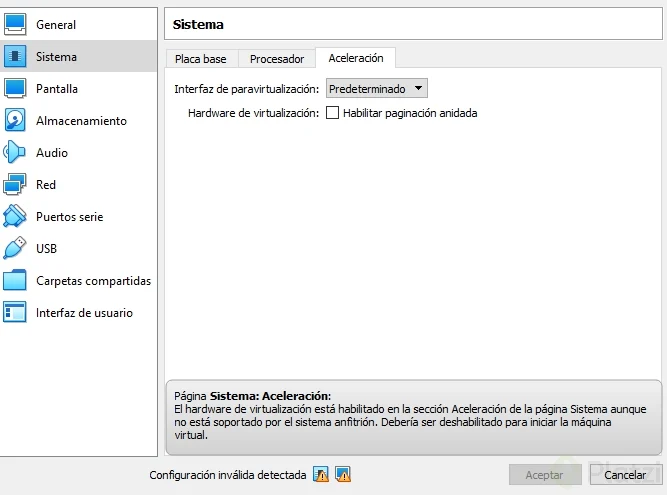 General
Sistema
Pantalla
Almacenamiento
Audio
Red
Puertos serie
USB
Carpetas compartidas
Interfaz de usuario
Sistema
Placa base Procesador Aceleración
Interfaz de paravirtualización: Predeterminado
Hardware de virtualización: Habilitar paginación anidada
Página Sistema: Aceleración:
El hardware de virtualización está habilitado en la sección Aceleración de la página Sistema aunque
no está soportado por el sistema anfitrión. Debería ser deshabilitado para iniciar la máquina
virtual.
Configuración inválida detectada
Aceptar Cancelar
Platzi